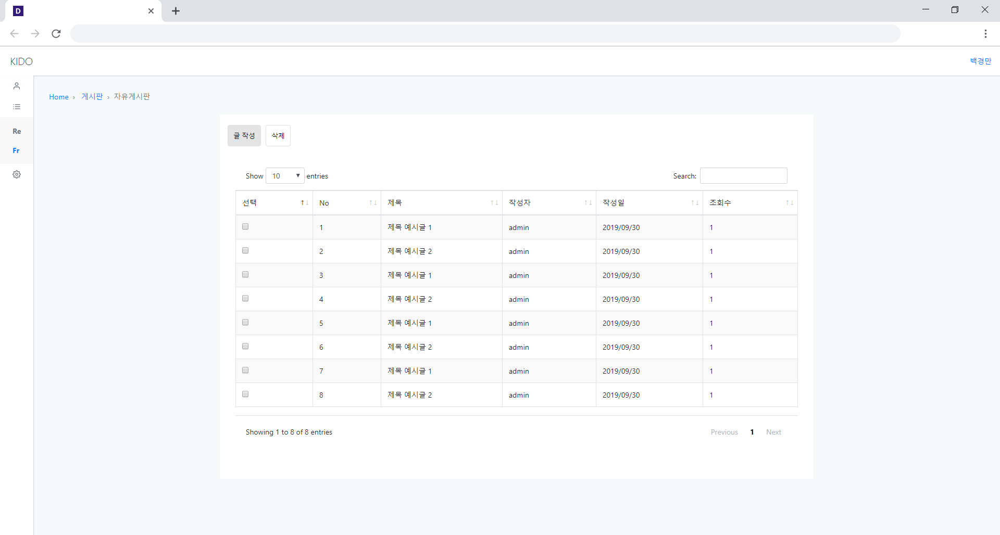 D
KIDO
백경만
Home › 게시판 › 자유게시판
Re
Fr
글 작성 삭제
Show 10 entries Search:
선택 No 제목 작성자 작성일 조회수
1 제목 예시글 1 admin 2019/09/30 1
2 제목 예시글 2 admin 2019/09/30 1
3 제목 예시글 1 admin 2019/09/30 1
4 제목 예시글 2 admin 2019/09/30 1
5 제목 예시글 1 admin 2019/09/30 1
6 제목 예시글 2 admin 2019/09/30 1
7 제목 예시글 1 admin 2019/09/30 1
8 제목 예시글 2 admin 2019/09/30 1
Showing 1 to 8 of 8 entries Previous 1 Next